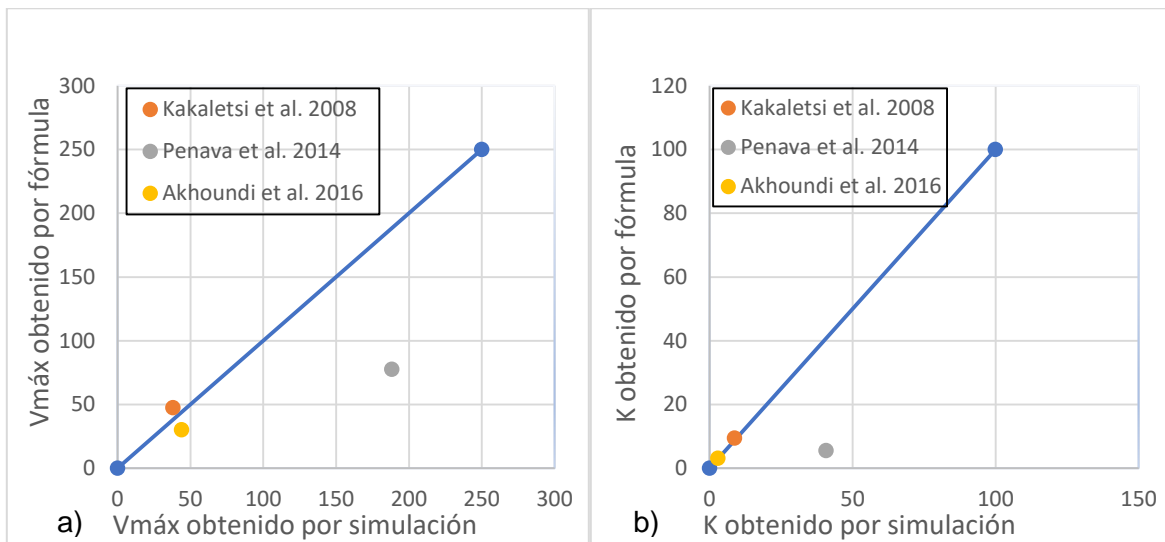 300
250
200
150
100
50
0
Vmáx obtenido por fórmula
Kakaletsi et al. 2008
Penava et al. 2014
Akhoundi et al. 2016
0 50 100 150 200 250 300
a) Vmáx obtenido por simulación
120
100
80
60
40
20
0
K obtenido por fórmula
Kakaletsi et al. 2008
Penava et al. 2014
Akhoundi et al. 2016
0 50 100 150
b) K obtenido por simulación